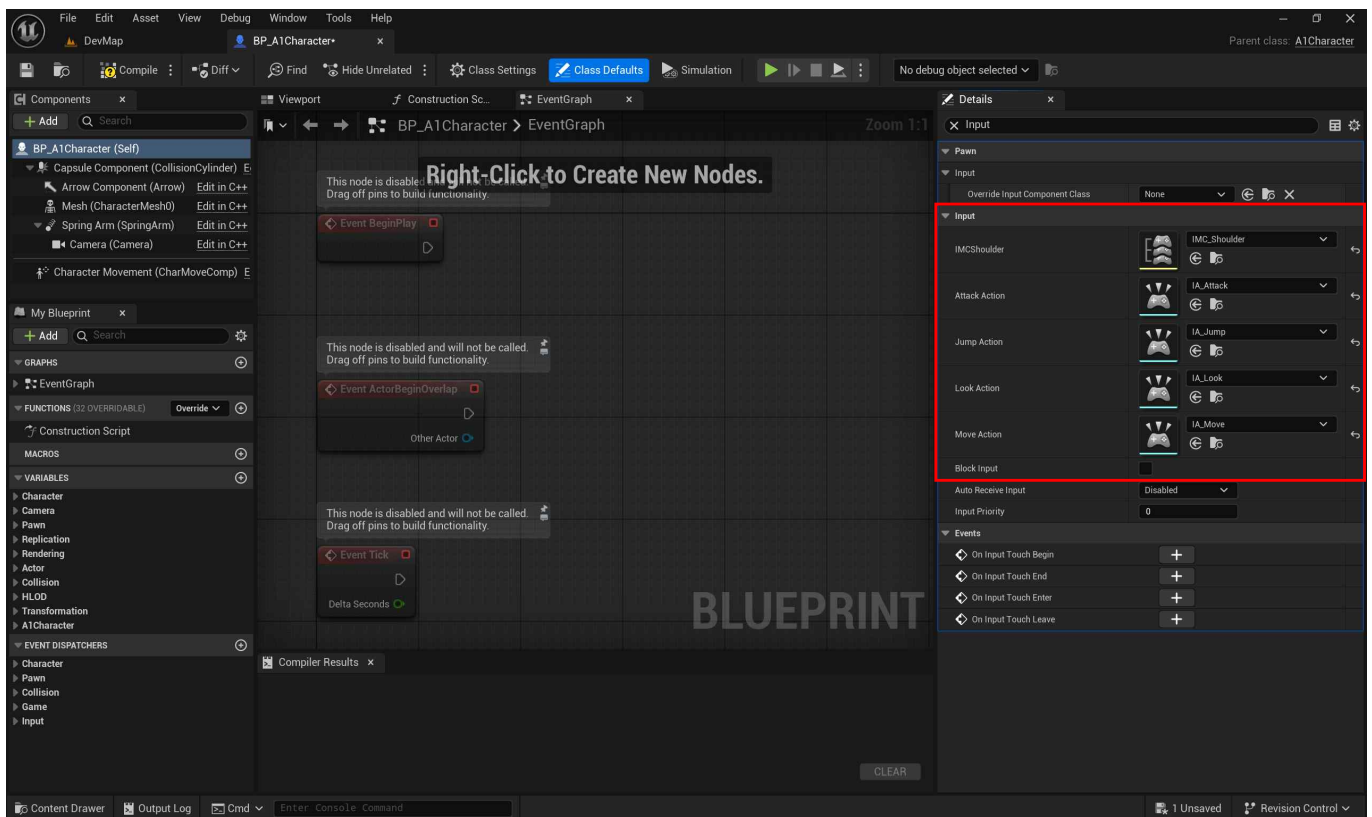 File Edit Asset View Debug Window Tools Help
DevMap
BP_A1Character•
Parent class: A1Character
Compile
Diff
Find
Hide Unrelated
Class Settings
Class Defaults
Simulation
No debug object selected
Components
+ Add
Search
BP_A1Character (Self)
Capsule Component (CollisionCylinder)
Arrow Component (Arrow) Edit in C++
Mesh (CharacterMesh0) Edit in C++
Spring Arm (SpringArm) Edit in C++
Camera (Camera) Edit in C++
Character Movement (CharMoveComp) E
My Blueprint
+ Add
Search
GRAPHS
EventGraph
FUNCTIONS (32 OVERRIDABLE) Override
Construction Script
MACROS
VARIABLES
Character
Camera
Pawn
Replication
Rendering
Actor
Collision
HLOD
Transformation
A1Character
EVENT DISPATCHERS
Character
Pawn
Collision
Game
Input
Viewport
Construction Sc...
EventGraph
BP_A1Character > EventGraph
Zoom 1:1
Right-Click to Create New Nodes.
This node is disabled
Drag off pins to build functionality.
Event BeginPlay
This node is disabled and will not be called.
Drag off pins to build functionality.
Event ActorBeginOverlap
Other Actor
This node is disabled and will not be called.
Drag off pins to build functionality.
Event Tick
Delta Seconds
BLUEPRINT
Compiler Results
CLEAR
Details
Input
Pawn
Input
Override Input Component Class None
Input
IMCShoulder IMC_Shoulder
Attack Action IA_Attack
Jump Action IA_Jump
Look Action IA_Look
Move Action IA_Move
Block Input
Auto Receive Input Disabled
Input Priority 0
Events
On Input Touch Begin +
On Input Touch End +
On Input Touch Enter +
On Input Touch Leave +
Content Drawer
Output Log
Cmd
Enter Console Command
1 Unsaved
Revision Control